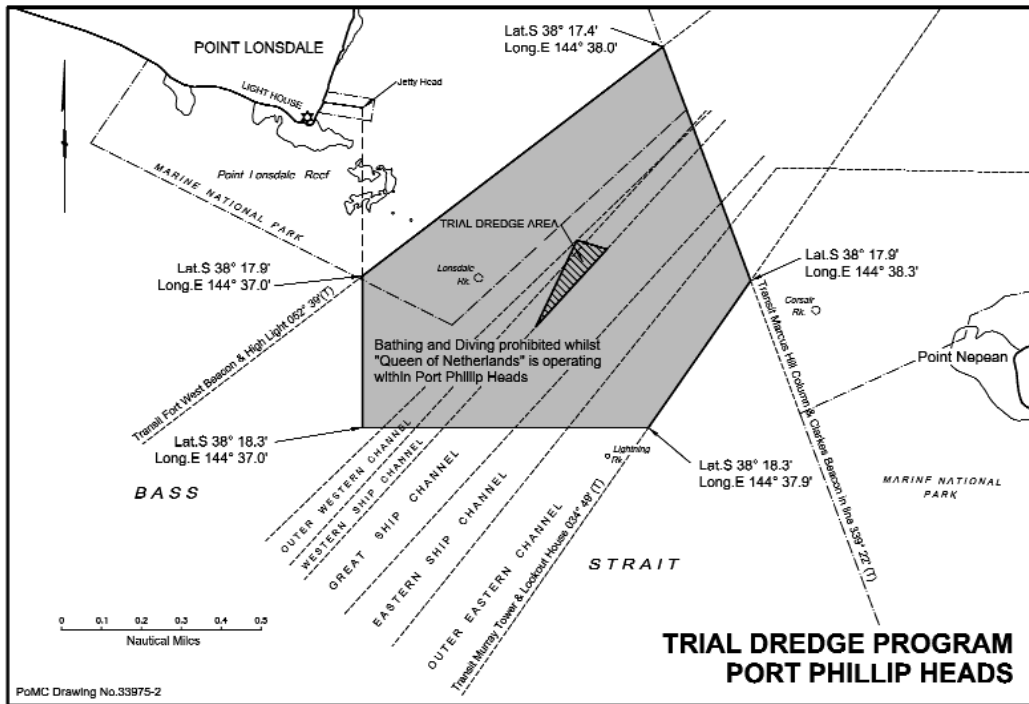 Lat.S 38° 17.4'
Long.E 144° 38.0'
POINT LONSDALE
LIGHT HOUSE
Jetty Head
Point Lonsdale Reef
MARINE NATIONAL PARK
TRIAL DREDGE AREA
Lat.S 38° 17.9'
Long.E 144° 37.0'
Lonsdale
Rk.
Lat.S 38° 17.9'
Long.E 144° 38.3'
Corsair
Rk.
Point Nepean
Bathing and Diving prohibited whilst
"Queen of Netherlands" is operating
within Port Phillip Heads
Transit Fort West Beacon & High Light 052° 39'(T)
Transit Marcus Hill Column & Clarkes Beacon in line 339° 22' (T)
Lat.S 38° 18.3'
Long.E 144° 37.0'
Lightning
Rk.
Lat.S 38° 18.3'
Long.E 144° 37.9'
MARINE NATIONAL
PARK
BASS
OUTER WESTERN CHANNEL
WESTERN SHIP CHANNEL
GREAT SHIP CHANNEL
EASTERN SHIP CHANNEL
OUTER EASTERN CHANNEL
Transit Murray Tower & Lookout House 034° 49' (T)
STRAIT
0 0.1 0.2 0.3 0.4 0.5
Nautical Miles
TRIAL DREDGE PROGRAM
PORT PHILLIP HEADS
PoMC Drawing No.33975-2